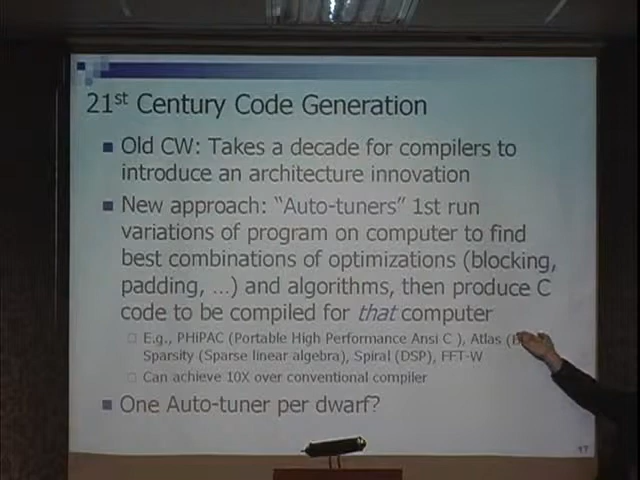 21st Century Code Generation
Old CW: Takes a decade for compilers to
introduce an architecture innovation
New approach: "Auto-tuners" 1st run
variations of program on computer to find
best combinations of optimizations (blocking,
padding, ...) and algorithms, then produce C
code to be compiled for that computer
E.g., PHiPAC (Portable High Performance Ansi C ), Atlas
Sparsity (Sparse linear algebra), Spiral (DSP), FFT-W
Can achieve 10X over conventional compiler
One Auto-tuner per dwarf?
17